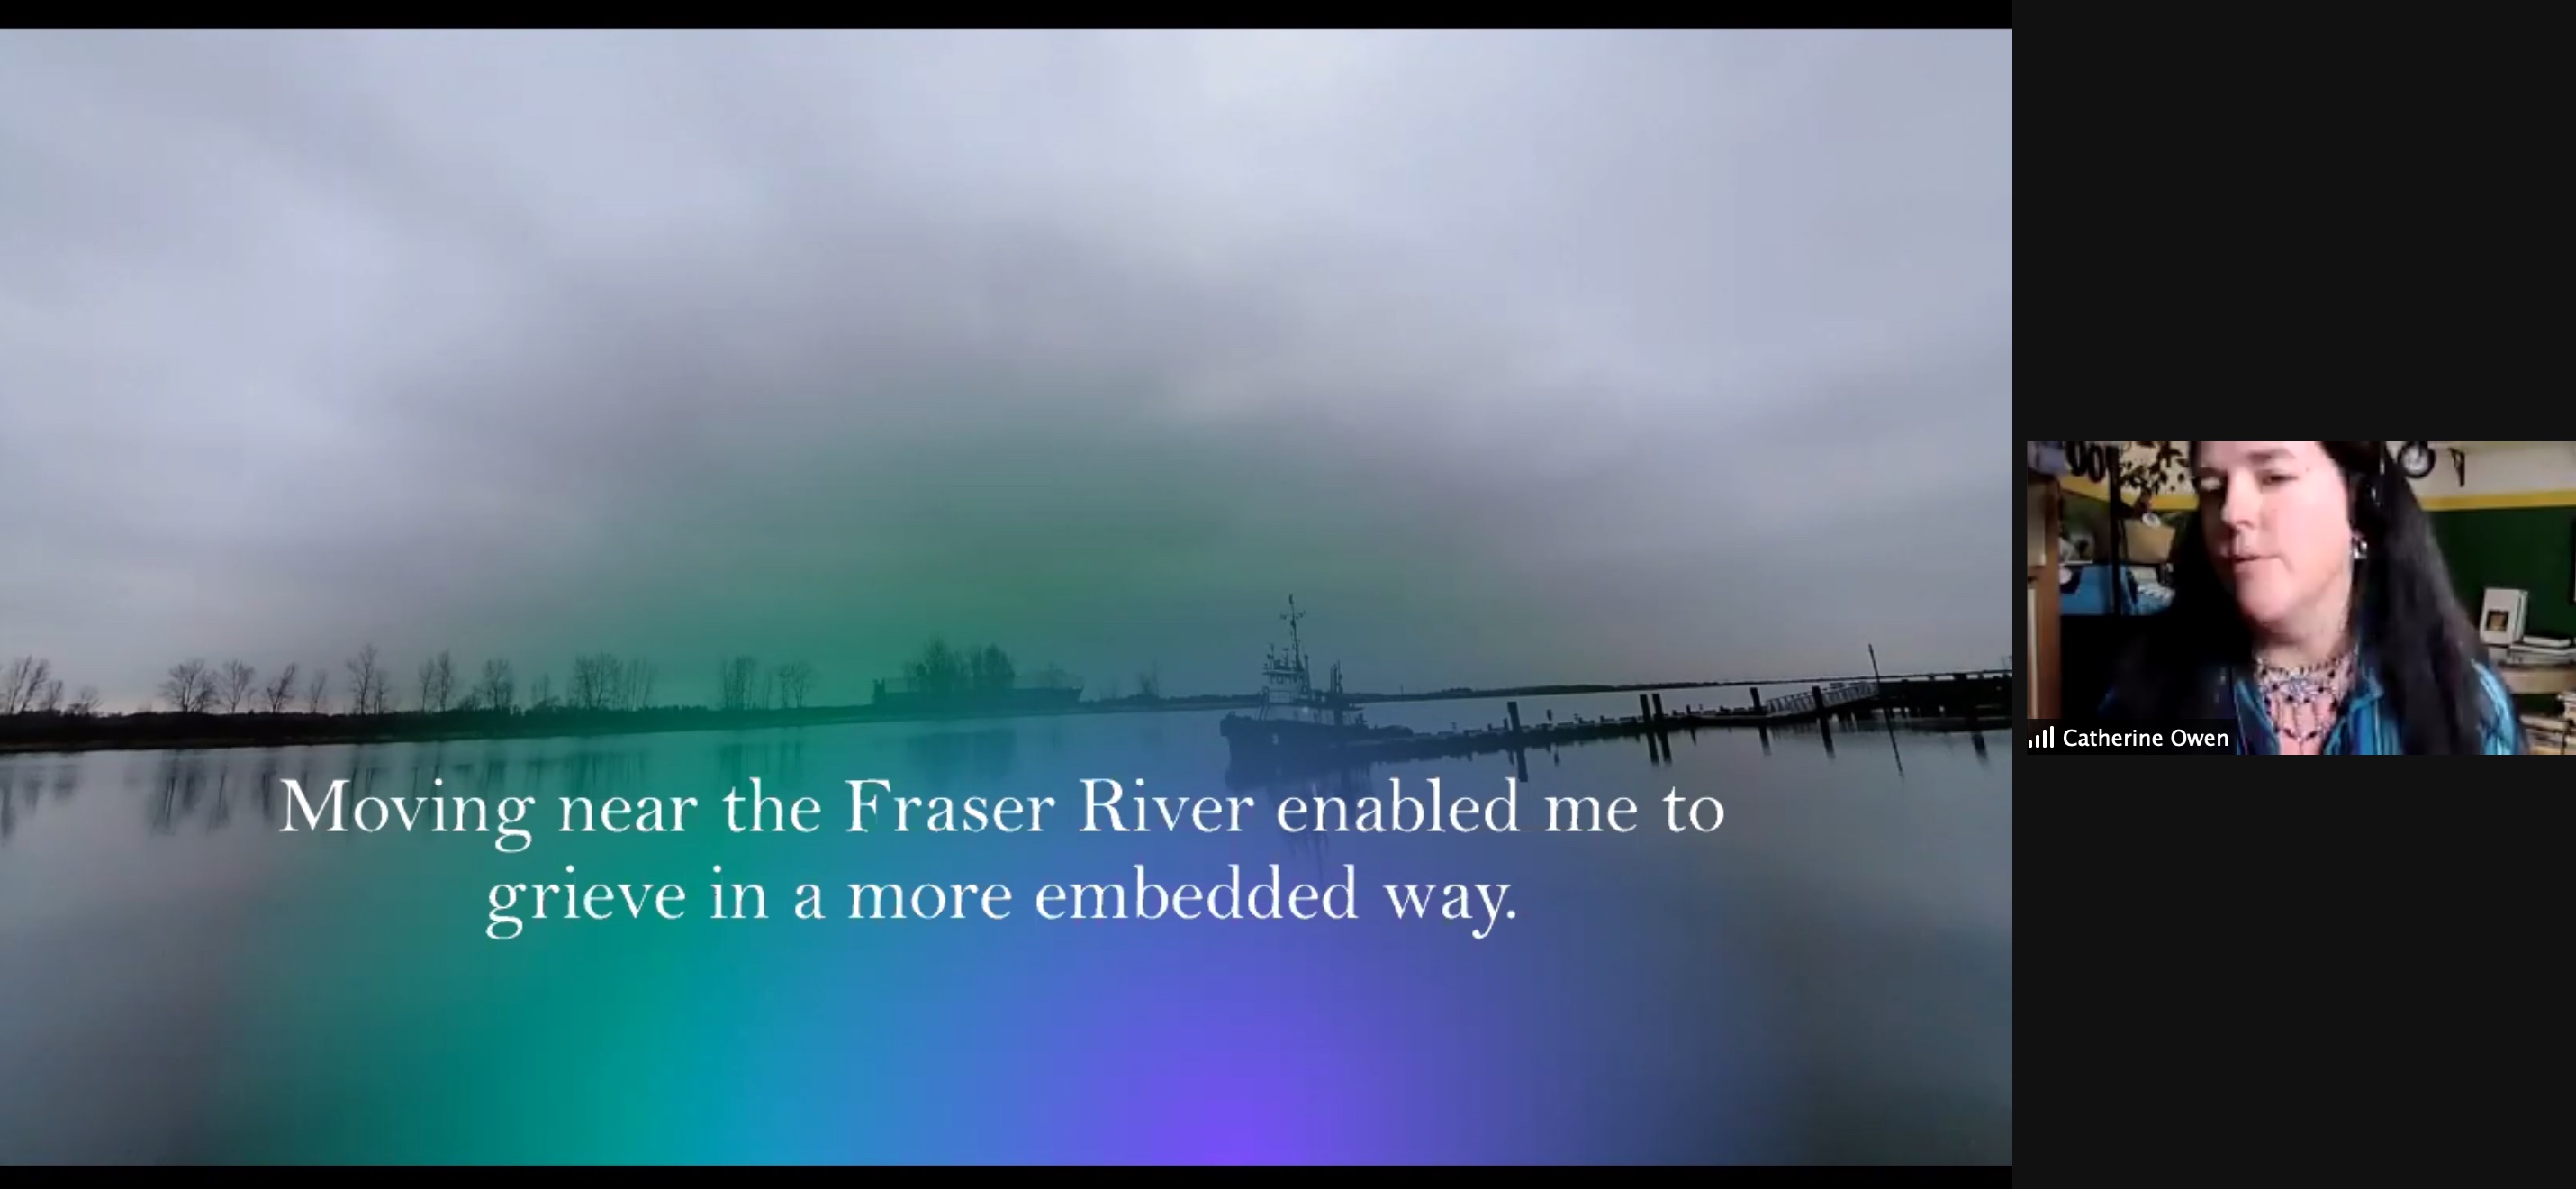 Moving near the Fraser River enabled me to
grieve in a more embedded way.
Catherine Owen